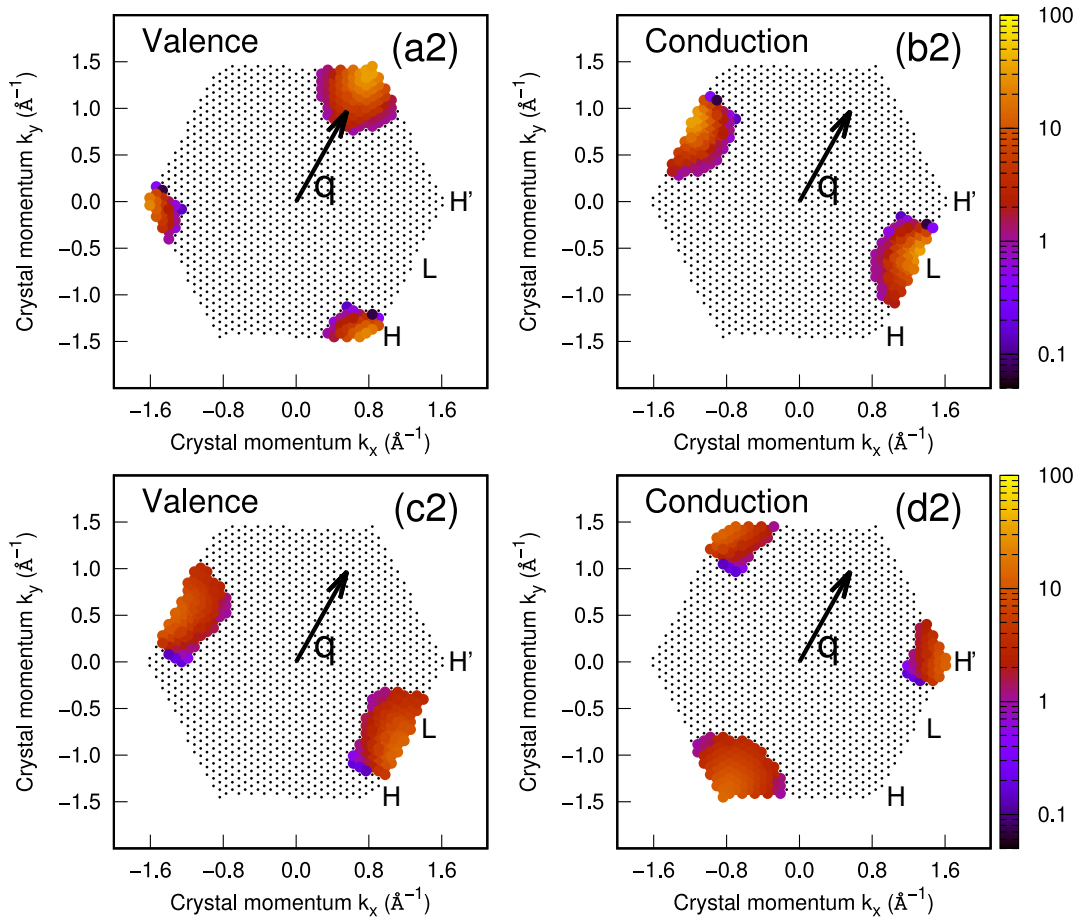 Valence (a2)
Conduction (b2)
1.5
1.0
0.5
0.0
−0.5
−1.0
−1.5
Crystal momentum k_y (Å⁻¹)
q
H'
L
H
−1.6 −0.8 0.0 0.8 1.6
Crystal momentum k_x (Å⁻¹)
1.5
1.0
0.5
0.0
−0.5
−1.0
−1.5
Crystal momentum k_y (Å⁻¹)
q
H'
L
H
−1.6 −0.8 0.0 0.8 1.6
Crystal momentum k_x (Å⁻¹)
100
10
1
0.1
Valence (c2)
Conduction (d2)
1.5
1.0
0.5
0.0
−0.5
−1.0
−1.5
Crystal momentum k_y (Å⁻¹)
q
H'
L
H
−1.6 −0.8 0.0 0.8 1.6
Crystal momentum k_x (Å⁻¹)
1.5
1.0
0.5
0.0
−0.5
−1.0
−1.5
Crystal momentum k_y (Å⁻¹)
q
H'
L
H
−1.6 −0.8 0.0 0.8 1.6
Crystal momentum k_x (Å⁻¹)
100
10
1
0.1